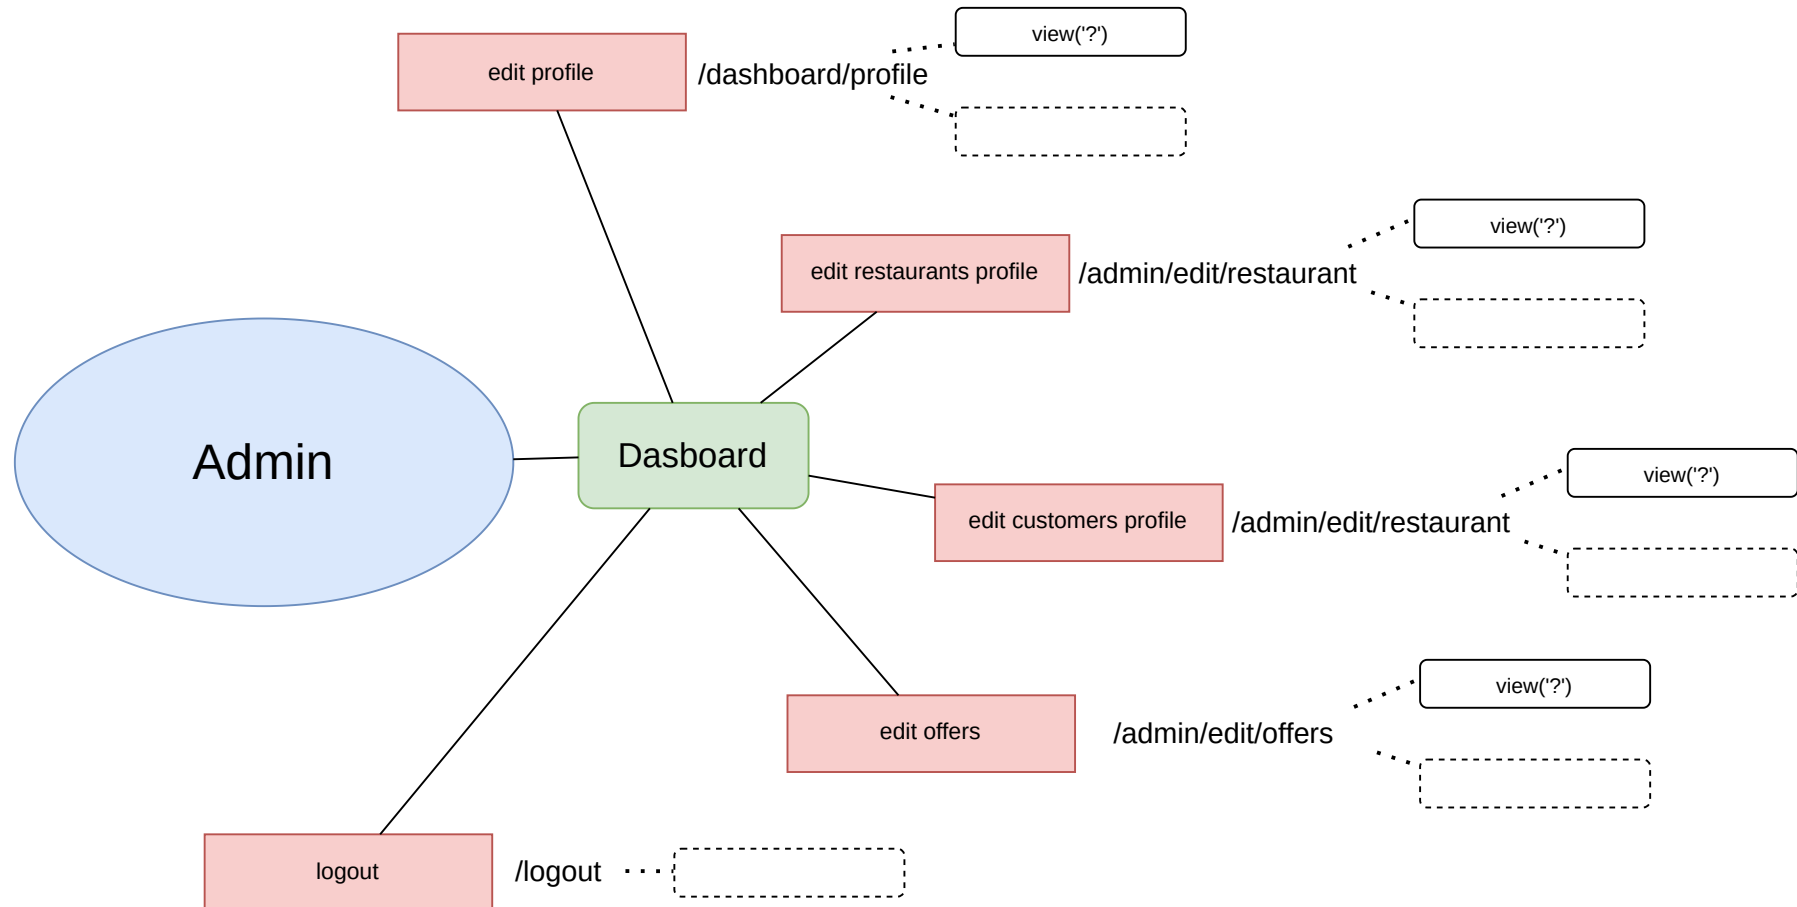 view('?')
edit profile
/dashboard/profile
view('?')
edit restaurants profile
/admin/edit/restaurant
Admin
Dasboard
view('?')
edit customers profile
/admin/edit/restaurant
view('?')
edit offers
/admin/edit/offers
logout
/logout